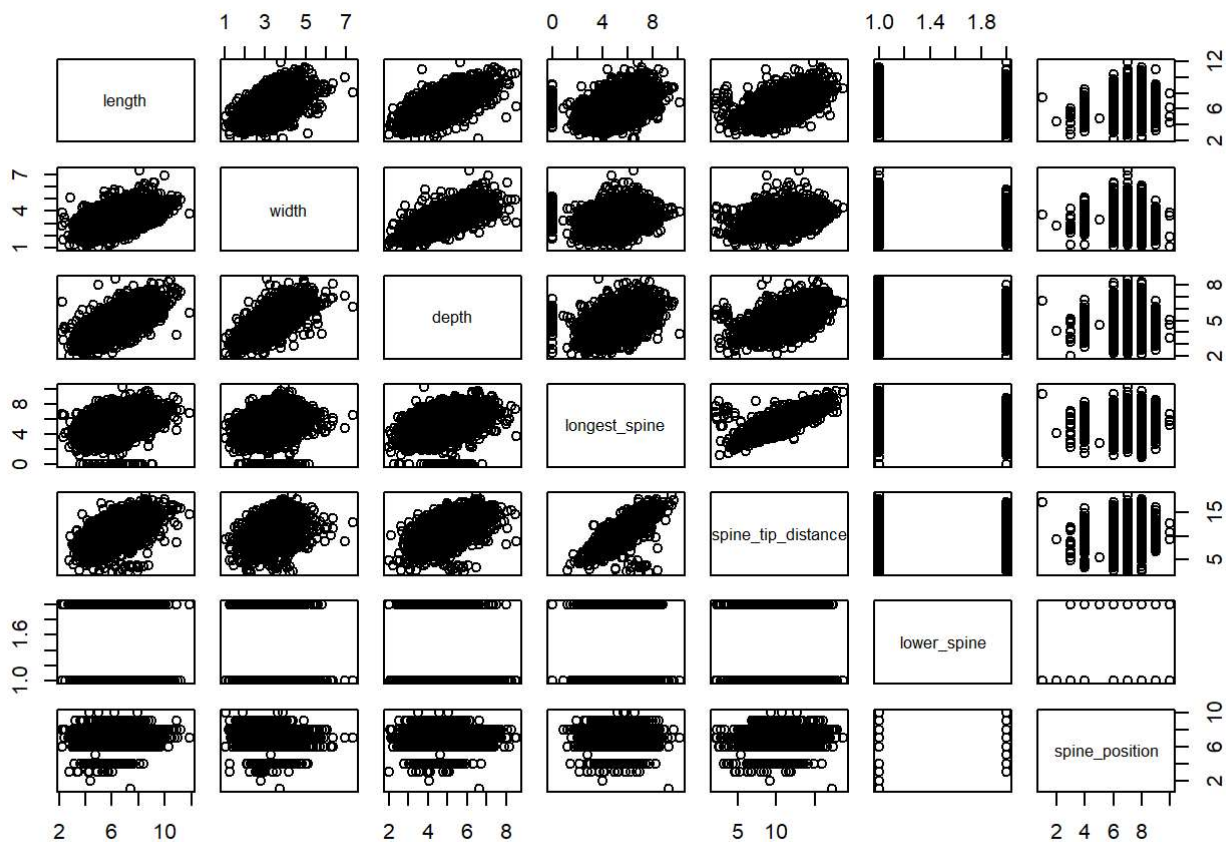 1 3 5 7 0 4 8 1.0 1.4 1.8
length 2 6 12
1 4 7 width
depth 2 5 8
0 4 8 longest_spine
spine_tip_distance 5 15
1.0 1.6 lower_spine
spine_position 2 6 10
2 6 10 2 4 6 8 5 10 2 4 6 8